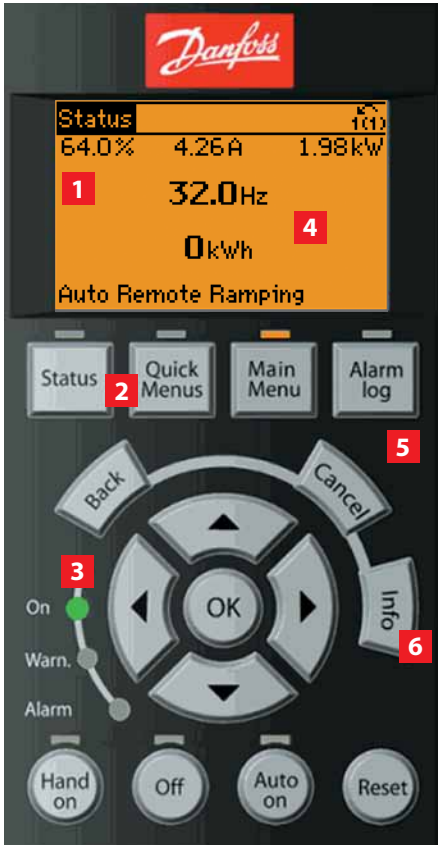 Danfoss
Status
1(1)
64.0% 4.26A 1.98kW
1
32.0Hz
4
0kWh
Auto Remote Ramping
Status
2
Quick
Menus
Main
Menu
Alarm
log
5
Back
Cancel
3
On
OK
Info
6
Warn.
Alarm
Hand
on
Off
Auto
on
Reset